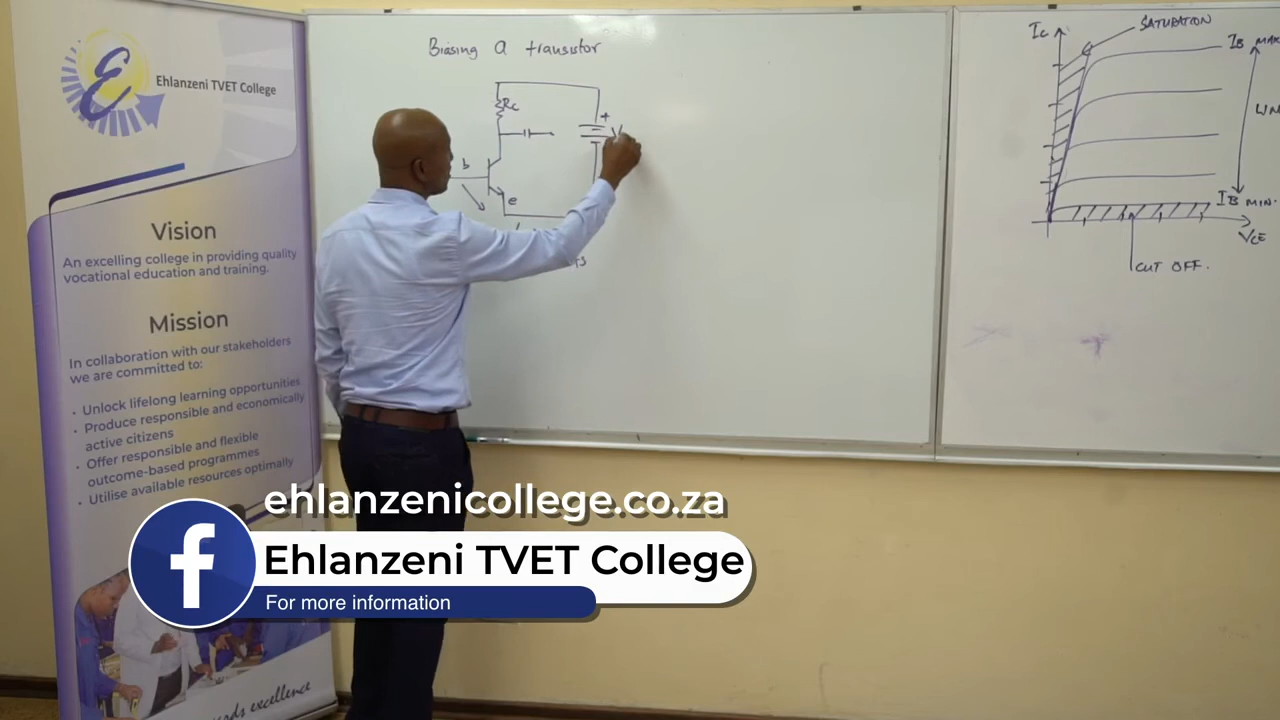 Ehlanzeni TVET College
Vision
An excelling college in providing quality
vocational education and training.
Mission
In collaboration with our stakeholders
we are committed to:
• Unlock lifelong learning opportunities
• Produce responsible and economically
active citizens
• Offer responsible and flexible
outcome-based programmes
• Utilise available resources optimally
excellence
Biasing a transistor
Rc
+
V
b
e
Ic
SATURATION
IB MAX
IB MIN.
VCE
CUT OFF.
ehlanzenicollege.co.za
f
Ehlanzeni TVET College
For more information